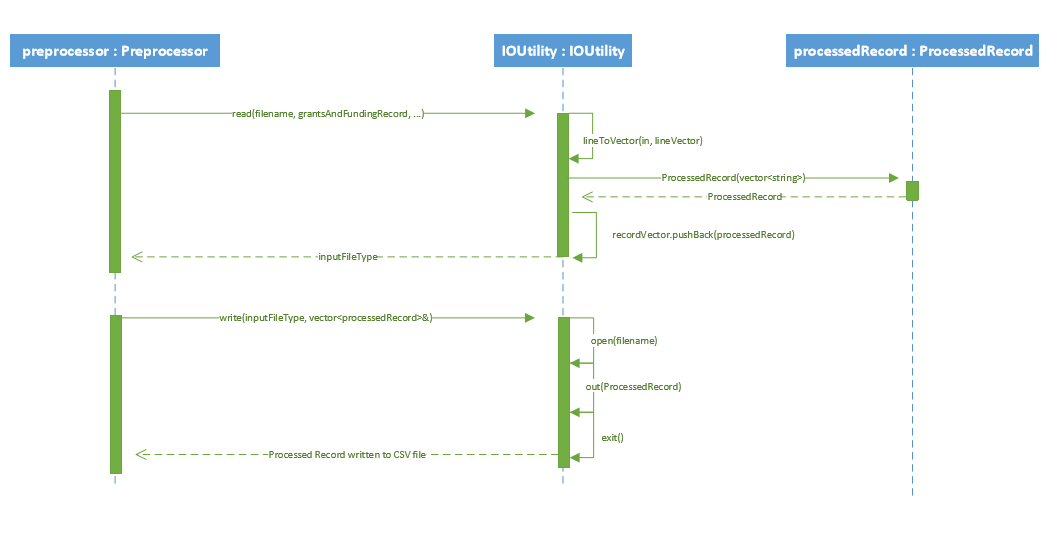 preprocessor : Preprocessor
IOUtility : IOUtility
processedRecord : ProcessedRecord
read(filename, grantsAndFundingRecord, ...)
lineToVector(in, lineVector)
ProcessedRecord(vector<string>)
ProcessedRecord
recordVector.pushBack(processedRecord)
inputFileType
write(inputFileType, vector<processedRecord>&)
open(filename)
out(ProcessedRecord)
exit()
Processed Record written to CSV file